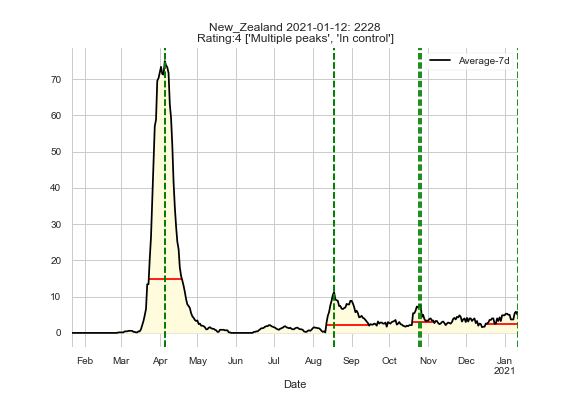 New_Zealand 2021-01-12: 2228
Rating:4 ['Multiple peaks', 'In control']
Average-7d
70
60
50
40
30
20
10
0
Feb Mar Apr May Jun Jul Aug Sep Oct Nov Dec Jan
2021
Date